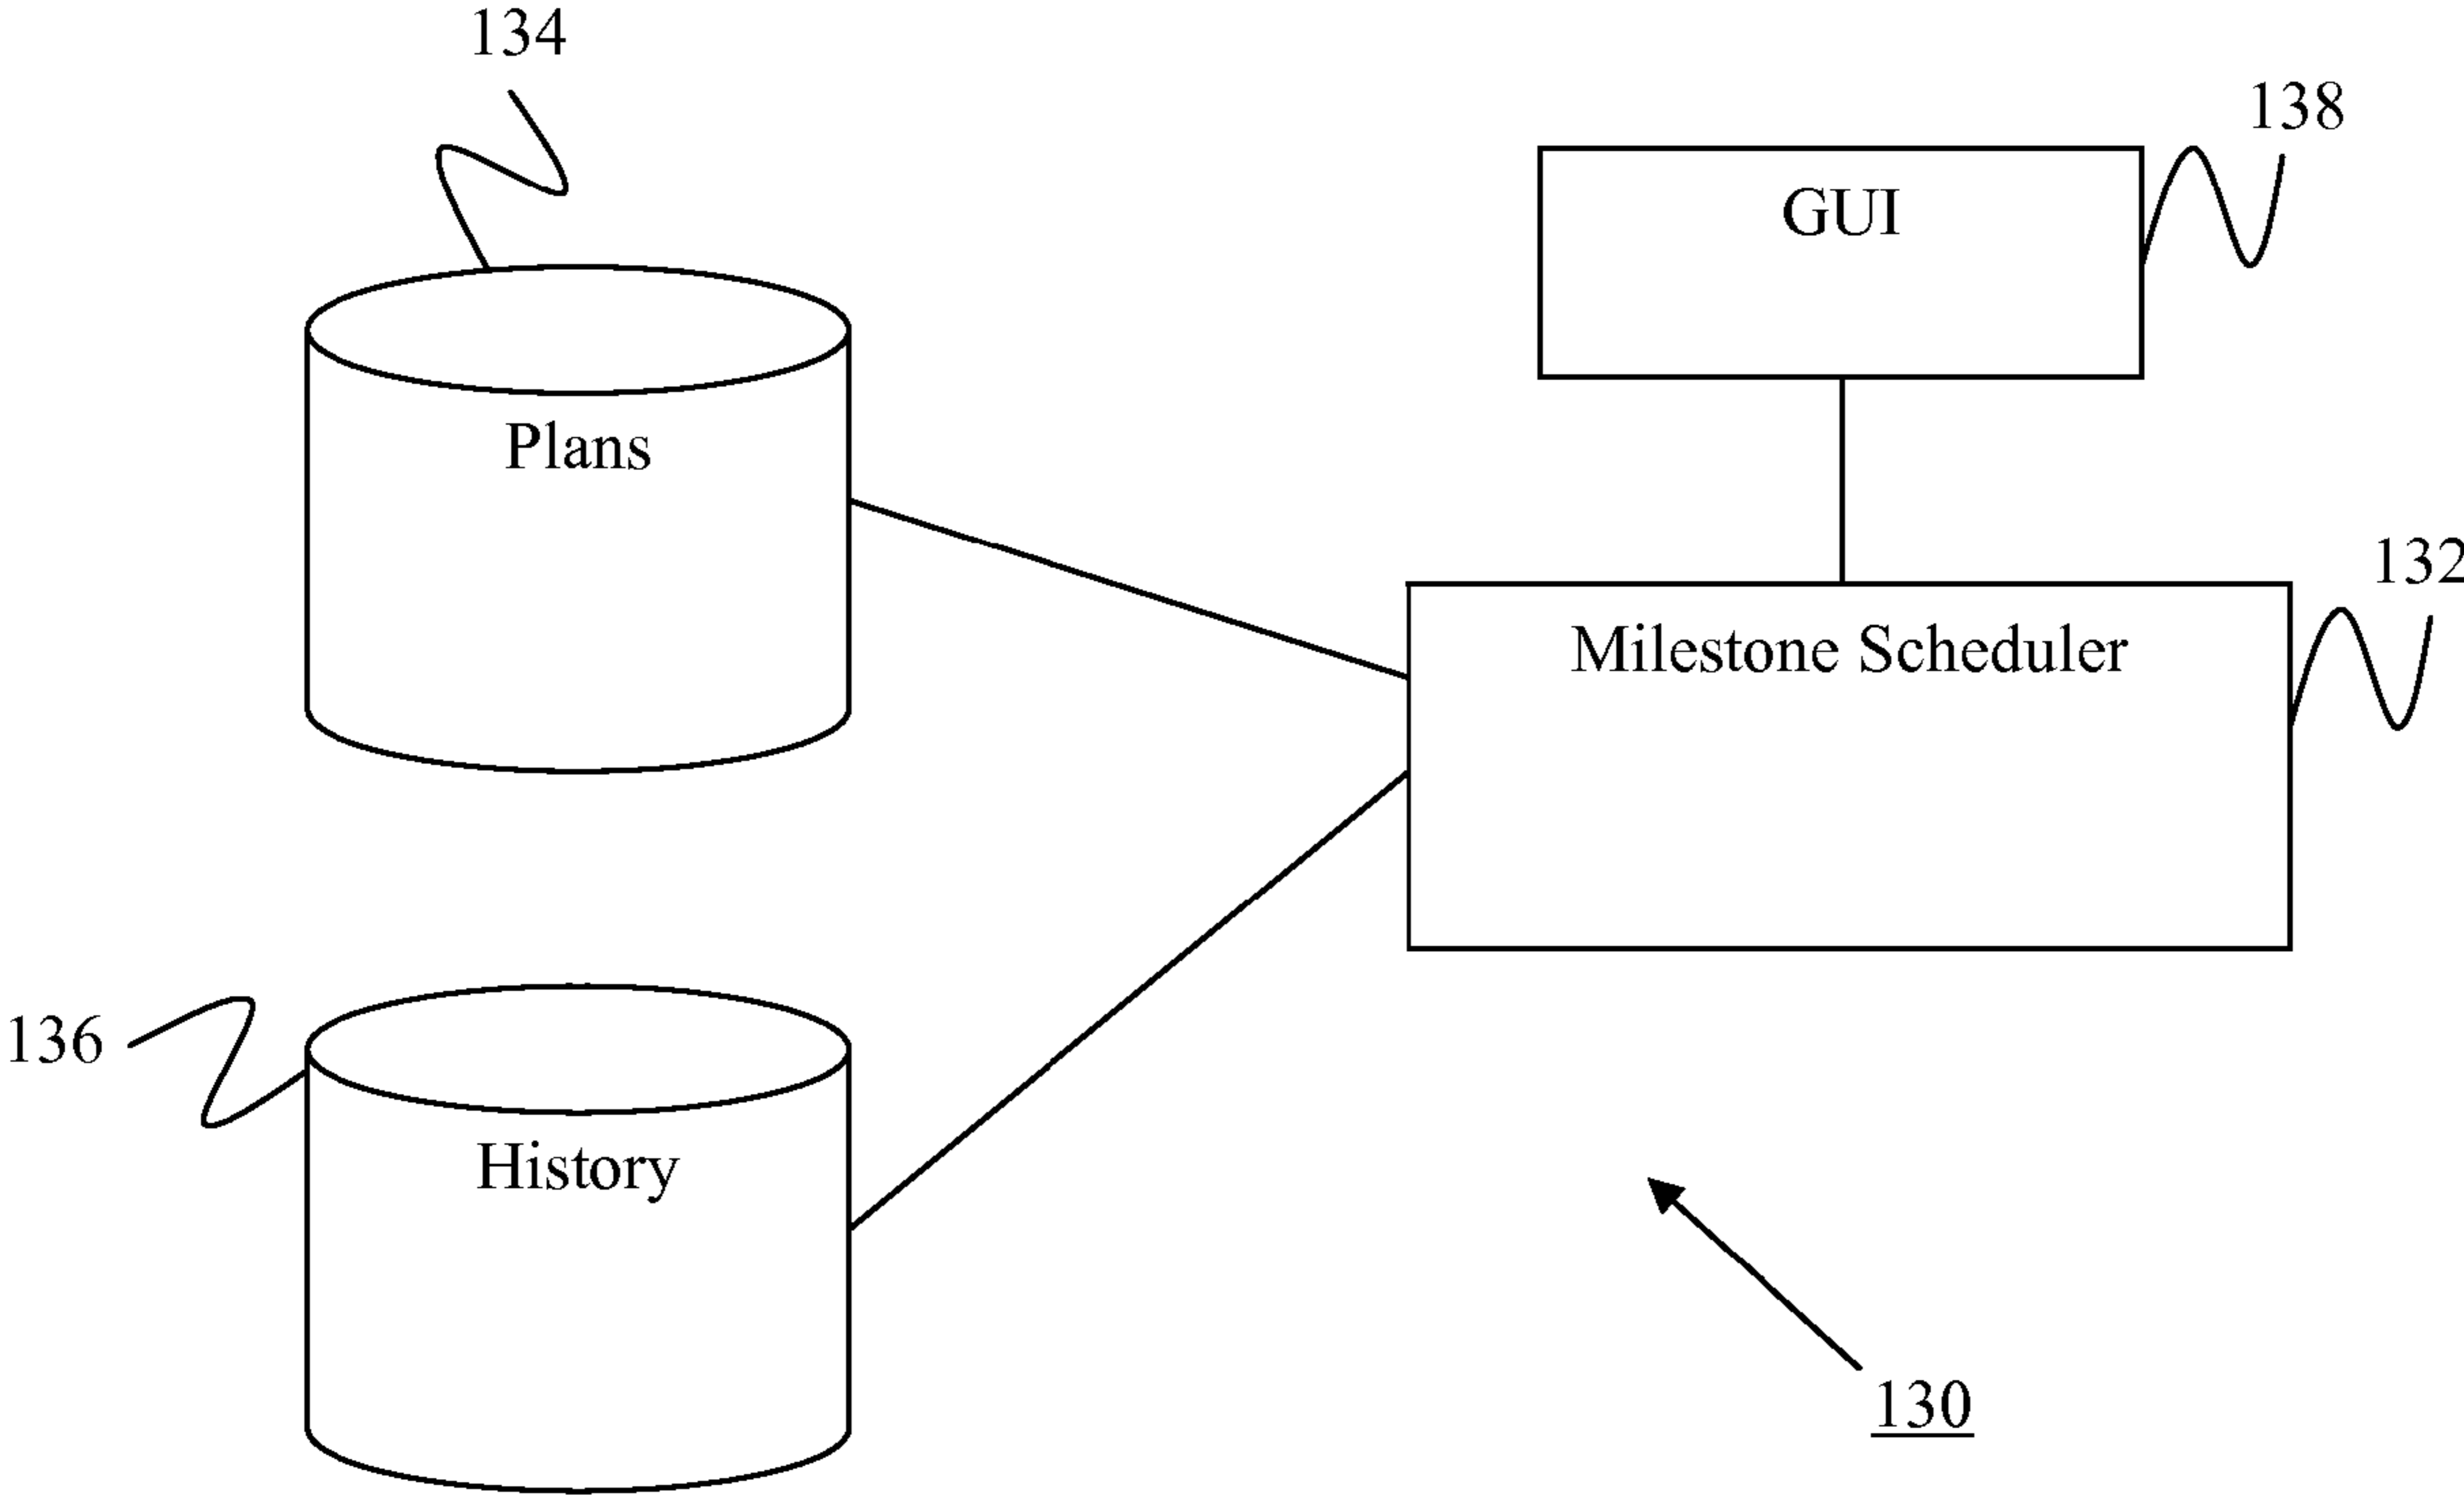 134
138
GUI
Plans
132
Milestone Scheduler
136
History
130